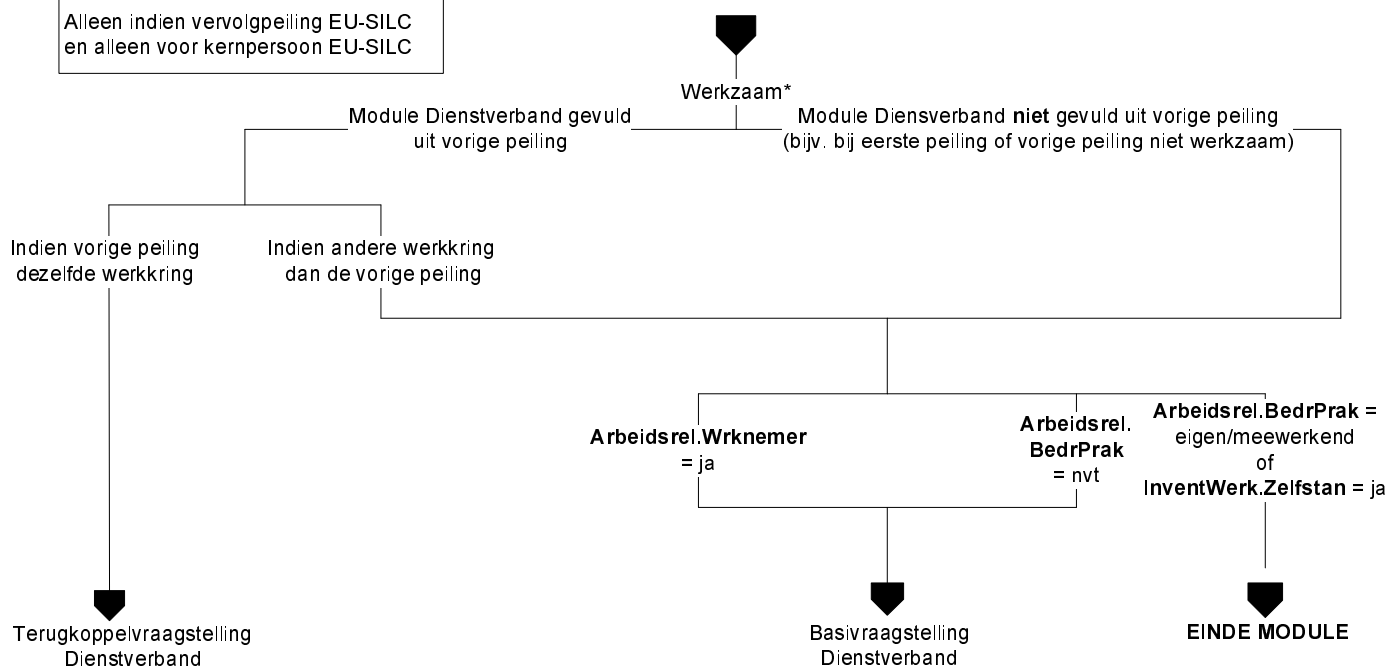 Alleen indien vervolgpeiling EU-SILC
en alleen voor kernpersoon EU-SILC
Werkzaam*
Module Dienstverband gevuld
uit vorige peiling
Module Diensverband niet gevuld uit vorige peiling
(bijv. bij eerste peiling of vorige peiling niet werkzaam)
Indien vorige peiling
dezelfde werkkring
Indien andere werkkring
dan de vorige peiling
Arbeidsrel.Wrknemer
= ja
Arbeidsrel.
BedrPrak
= nvt
Arbeidsrel.BedrPrak =
eigen/meewerkend
of
InventWerk.Zelfstan = ja
Terugkoppelvraagstelling
Dienstverband
Basivraagstelling
Dienstverband
EINDE MODULE